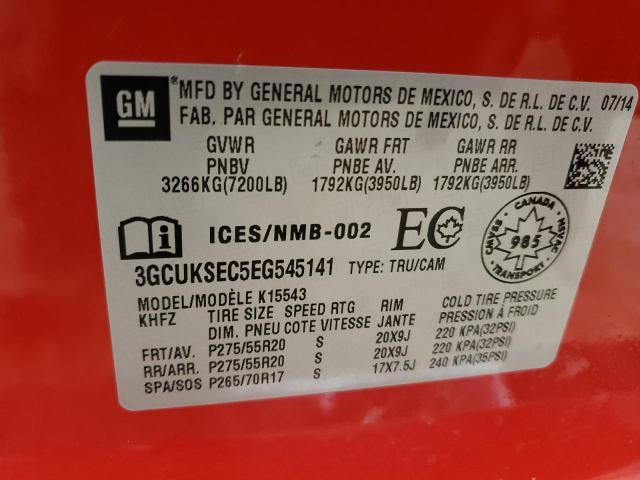 GM
®MFD BY GENERAL MOTORS DE MEXICO, S. DE R.L. DE C.V. 07/14
FAB. PAR GENERAL MOTORS DE MEXICO, S. DE R.L. DE C.V.
GVWR GAWR FRT GAWR RR
PNBV PNBE AV. PNBE ARR.
3266KG(7200LB) 1792KG(3950LB) 1792KG(3950LB)
i ICES/NMB-002 EC CANADA CMVSS 985 NSVAC TRANSPORT
3GCUKSEC5EG545141 TYPE: TRU/CAM
MODEL/MODÈLE K15543
KHFZ TIRE SIZE SPEED RTG RIM COLD TIRE PRESSURE
DIM. PNEU COTE VITESSE JANTE PRESSION A FROID
FRT/AV. P275/55R20 S 20X9J 220 KPA(32PSI)
RR/ARR. P275/55R20 S 20X9J 220 KPA(32PSI)
SPA/SOS P265/70R17 S 17X7.5J 240 KPA(35PSI)